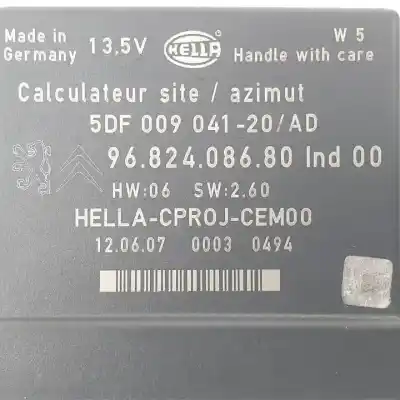 Made in
Germany 13,5V HELLA W 5
Handle with care
Calculateur site / azimut
5DF 009 041-20/AD
96.824.086.80 Ind 00
HW:06 SW:2.60
HELLA-CPROJ-CEM00
12.06.07 0003 0494